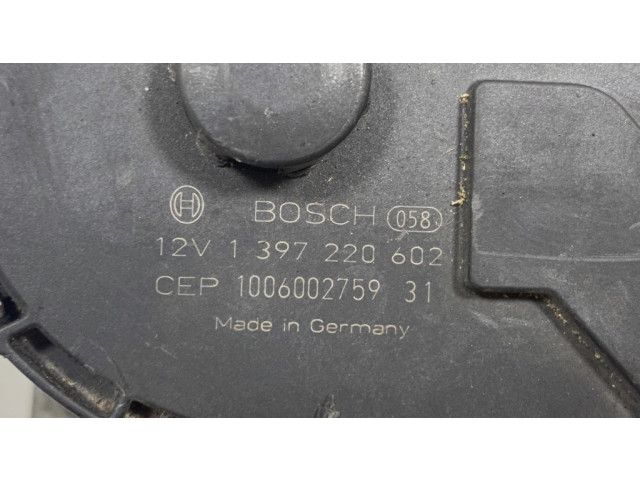 BOSCH 058
12V 1 397 220 602
CEP 1006002759 31
Made in Germany